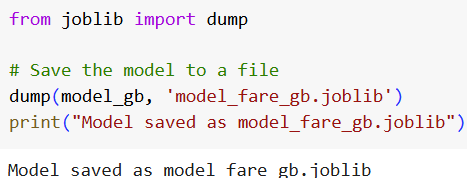 from joblib import dump
# Save the model to a file
dump(model_gb, 'model_fare_gb.joblib')
print("Model saved as model_fare_gb.joblib")
Model saved as model_fare_gb.joblib